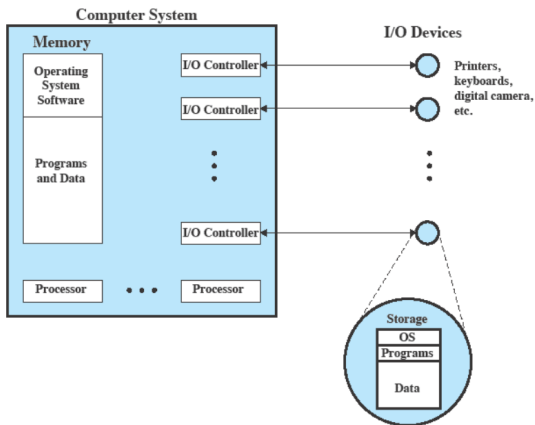 Computer System
I/O Devices
Memory
Operating
System
Software
Programs
and Data
I/O Controller
I/O Controller
I/O Controller
Printers,
keyboards,
digital camera,
etc.
Processor
Processor
Storage
OS
Programs
Data